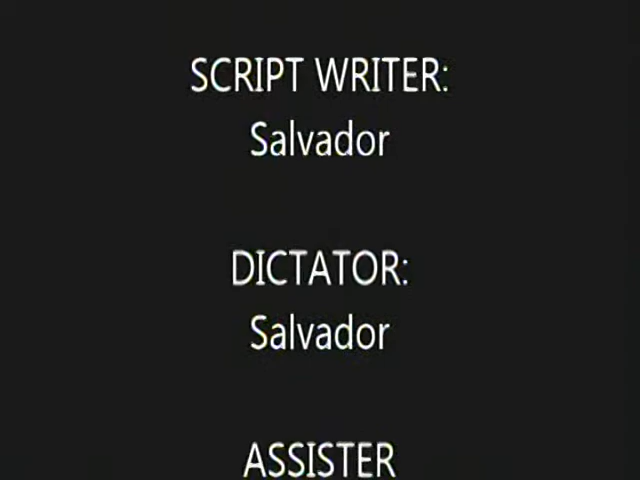 SCRIPT WRITER:
Salvador
DICTATOR:
Salvador
ASSISTER